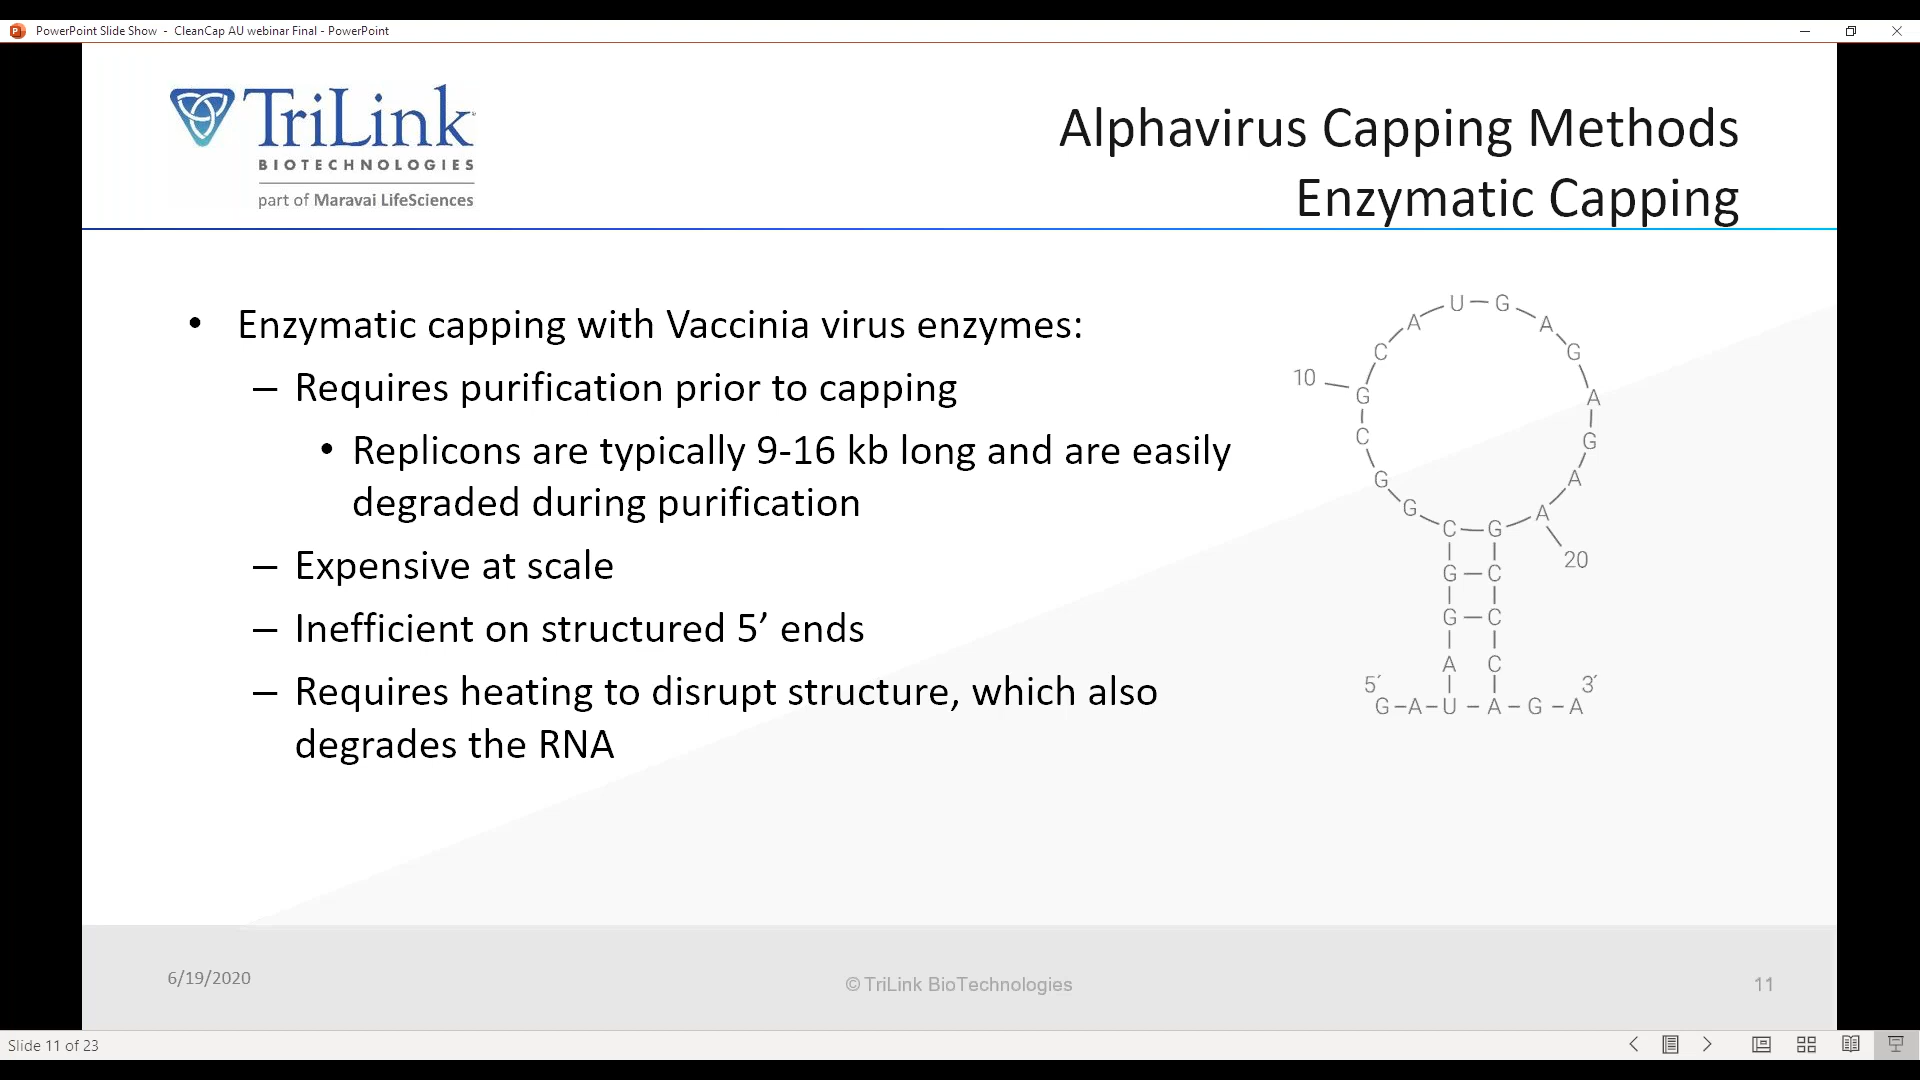 PowerPoint Slide Show - CleanCap AU webinar Final - PowerPoint
TriLink
BIOTECHNOLOGIES
part of Maravai LifeSciences
Alphavirus Capping Methods
Enzymatic Capping
• Enzymatic capping with Vaccinia virus enzymes:
– Requires purification prior to capping
• Replicons are typically 9-16 kb long and are easily
degraded during purification
– Expensive at scale
– Inefficient on structured 5’ ends
– Requires heating to disrupt structure, which also
degrades the RNA
U – G
A A
C G
10 G A
C G
G A
G A
C – G
20
G – C
G – C
A C
5′ 3′
G – A – U – A – G – A
6/19/2020
© TriLink BioTechnologies
11
Slide 11 of 23